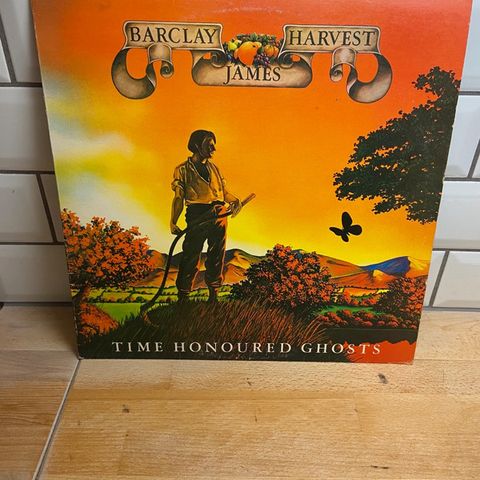 BARCLAY HARVEST
JAMES
TIME HONOURED GHOSTS